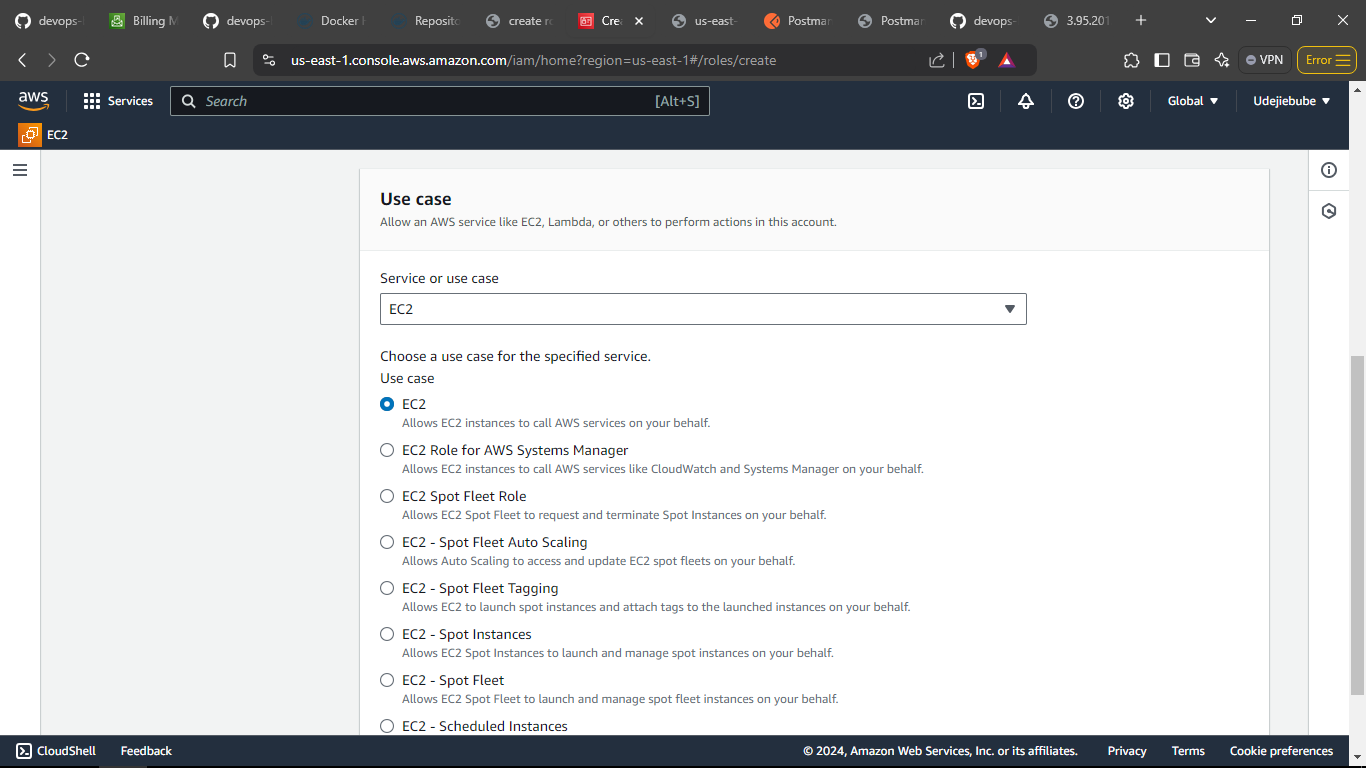 devops-
Billing M
devops-
Docker H
Reposito
create ro
Crea
us-east-
Postman
Postman
devops-
3.95.201
us-east-1.console.aws.amazon.com/iam/home?region=us-east-1#/roles/create
1
VPN
Error
aws
Services
Search
[Alt+S]
Global
Udejiebube
EC2
Use case
Allow an AWS service like EC2, Lambda, or others to perform actions in this account.
Service or use case
EC2
Choose a use case for the specified service.
Use case
EC2
Allows EC2 instances to call AWS services on your behalf.
EC2 Role for AWS Systems Manager
Allows EC2 instances to call AWS services like CloudWatch and Systems Manager on your behalf.
EC2 Spot Fleet Role
Allows EC2 Spot Fleet to request and terminate Spot Instances on your behalf.
EC2 - Spot Fleet Auto Scaling
Allows Auto Scaling to access and update EC2 spot fleets on your behalf.
EC2 - Spot Fleet Tagging
Allows EC2 to launch spot instances and attach tags to the launched instances on your behalf.
EC2 - Spot Instances
Allows EC2 Spot Instances to launch and manage spot instances on your behalf.
EC2 - Spot Fleet
Allows EC2 Spot Fleet to launch and manage spot fleet instances on your behalf.
EC2 - Scheduled Instances
CloudShell
Feedback
© 2024, Amazon Web Services, Inc. or its affiliates.
Privacy
Terms
Cookie preferences